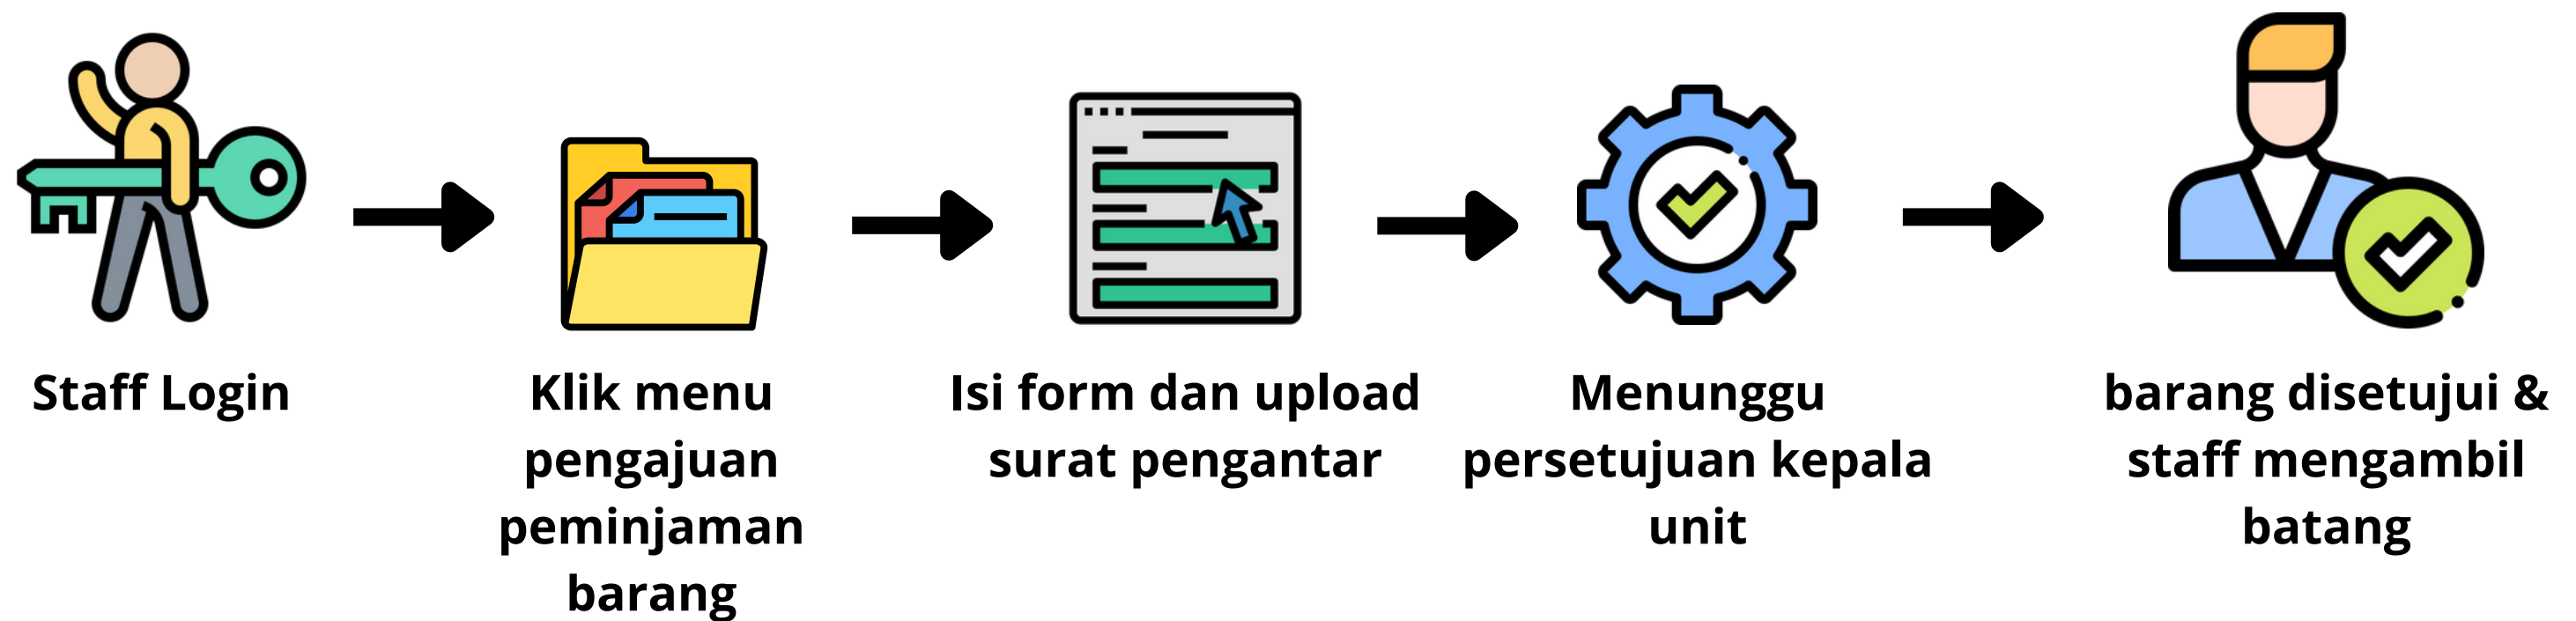 Staff Login
Klik menu
pengajuan
peminjaman
barang
Isi form dan upload
surat pengantar
Menunggu
persetujuan kepala
unit
barang disetujui &
staff mengambil
batang